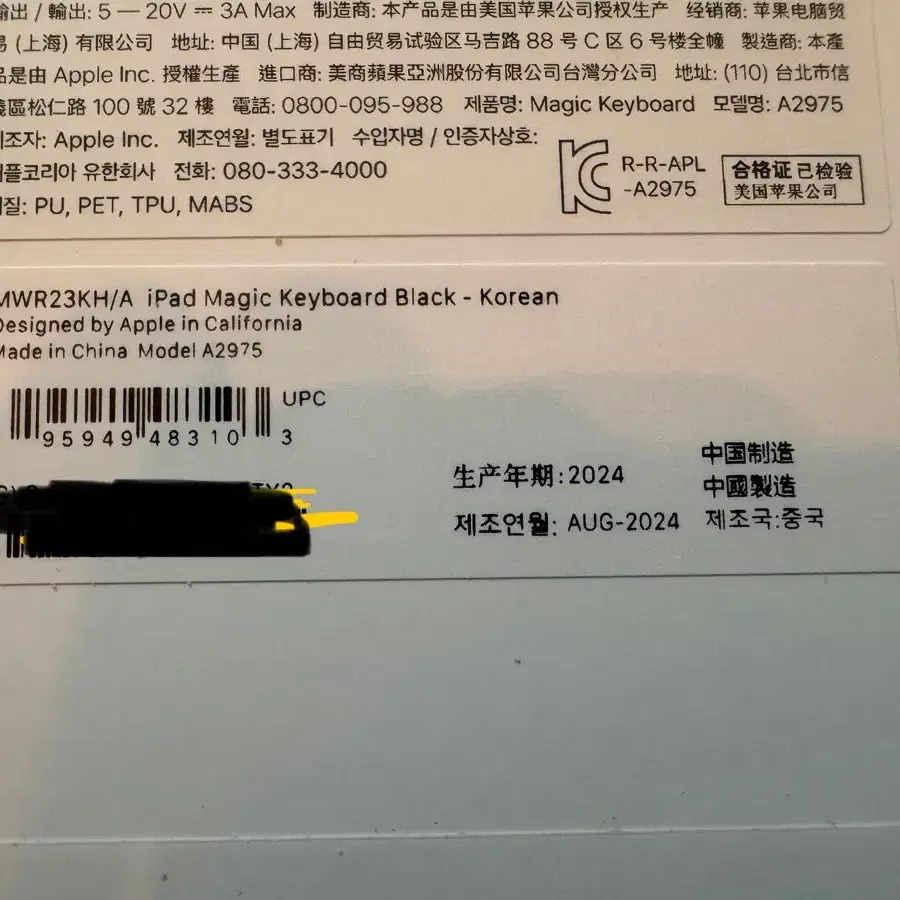 輸出 / 輸出: 5 — 20V ⎓ 3A Max 制造商: 本产品是由美国苹果公司授权生产 经销商: 苹果电脑贸
易 (上海) 有限公司 地址: 中国 (上海) 自由贸易试验区马吉路 88 号 C 区 6 号楼全幢 製造商: 本產
品是由 Apple Inc. 授權生產 進口商: 美商蘋果亞洲股份有限公司台灣分公司 地址: (110) 台北市信
義區松仁路 100 號 32 樓 電話: 0800-095-988 제품명: Magic Keyboard 모델명: A2975
제조자: Apple Inc. 제조연월: 별도표기 수입자명 / 인증자상호:
애플코리아 유한회사 전화: 080-333-4000
재질: PU, PET, TPU, MABS
R-R-APL
-A2975
合格证 已检验
美国苹果公司
MWR23KH/A iPad Magic Keyboard Black - Korean
Designed by Apple in California
Made in China Model A2975
UPC
95949 48310 3
生产年期:2024
제조연월: AUG-2024
中国制造
中國製造
제조국:중국